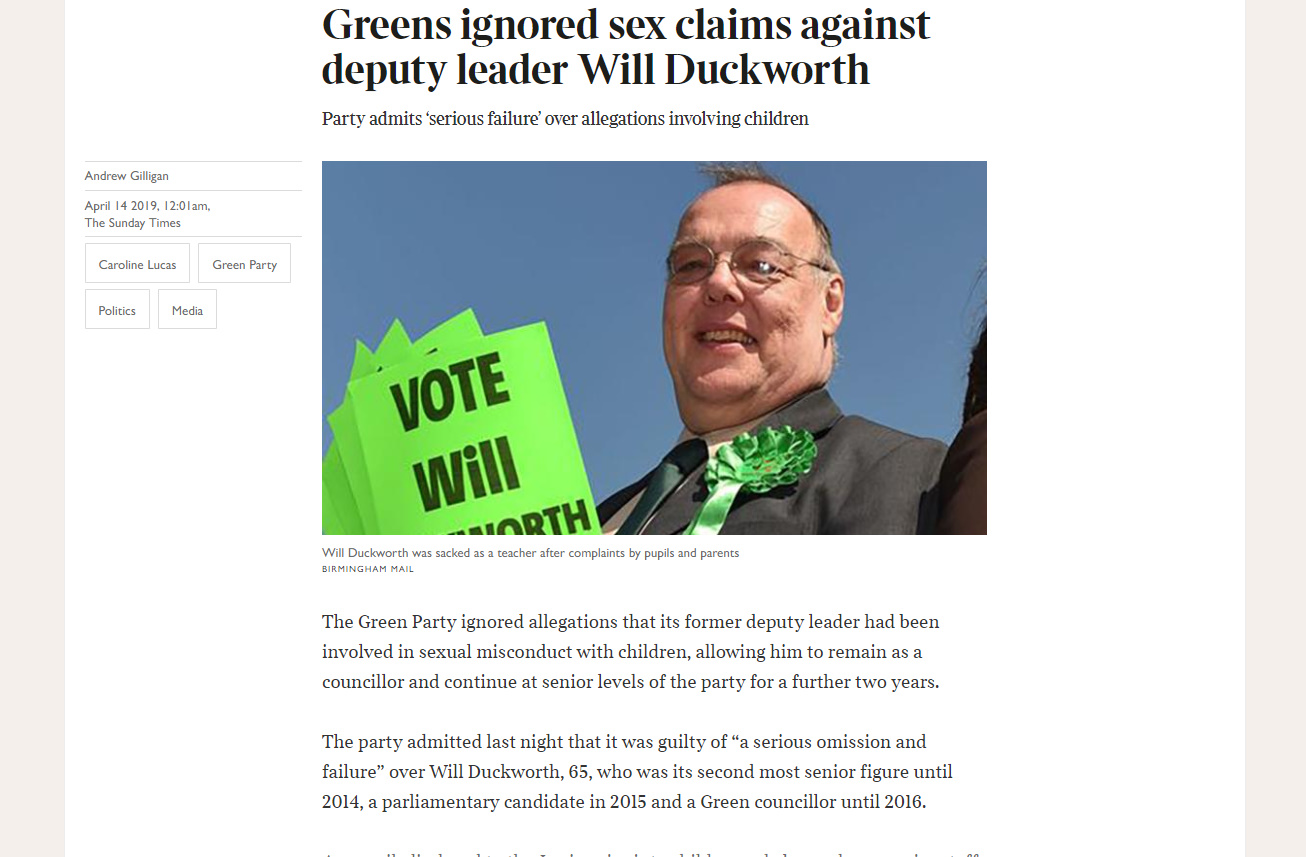 Greens ignored sex claims against
deputy leader Will Duckworth
Party admits ‘serious failure’ over allegations involving children
Andrew Gilligan
April 14 2019, 12:01am,
The Sunday Times
Caroline Lucas
Green Party
Politics
Media
VOTE
Will
WORTH
Will Duckworth was sacked as a teacher after complaints by pupils and parents
BIRMINGHAM MAIL
The Green Party ignored allegations that its former deputy leader had been
involved in sexual misconduct with children, allowing him to remain as a
councillor and continue at senior levels of the party for a further two years.
The party admitted last night that it was guilty of “a serious omission and
failure” over Will Duckworth, 65, who was its second most senior figure until
2014, a parliamentary candidate in 2015 and a Green councillor until 2016.